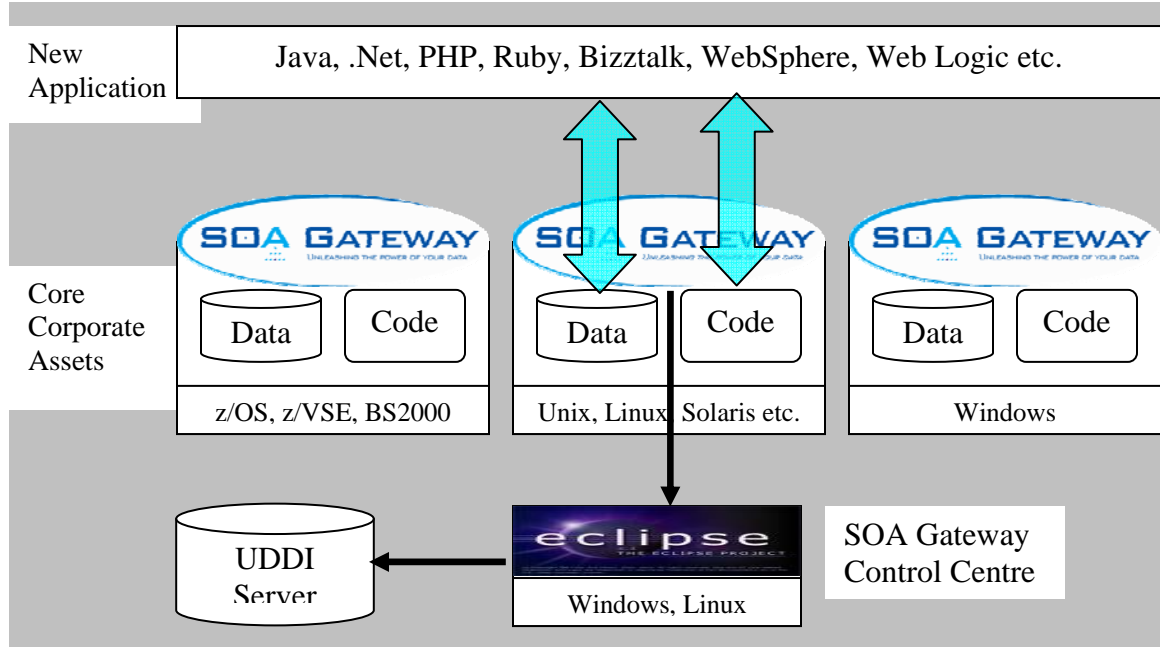 New
Application
Java, .Net, PHP, Ruby, Bizztalk, WebSphere, Web Logic etc.
SOA GATEWAY
UNLEASHING THE POWER OF YOUR DATA
SOA GATEWAY
UNLEASHING THE POWER OF YOUR DATA
SOA GATEWAY
UNLEASHING THE POWER OF YOUR DATA
Core
Corporate
Assets
Data
Code
Data
Code
Data
Code
z/OS, z/VSE, BS2000
Unix, Linux, Solaris etc.
Windows
UDDI
Server
eclipse
THE ECLIPSE PROJECT
Windows, Linux
SOA Gateway
Control Centre